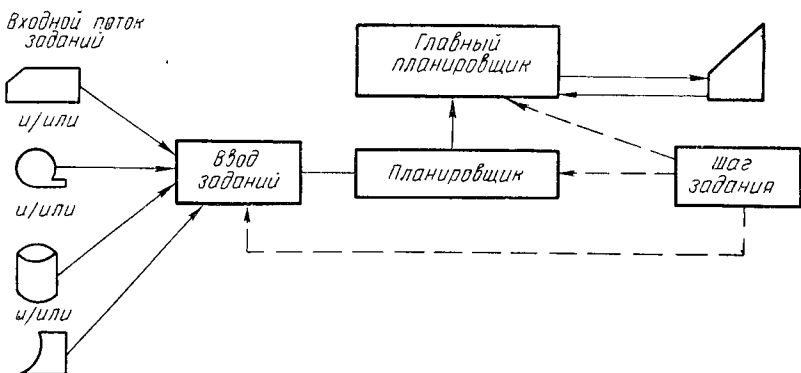 Входной поток
заданий
и/или
и/или
и/или
Ввод
заданий
Главный
планировщик
Планировщик
Шаг
задания